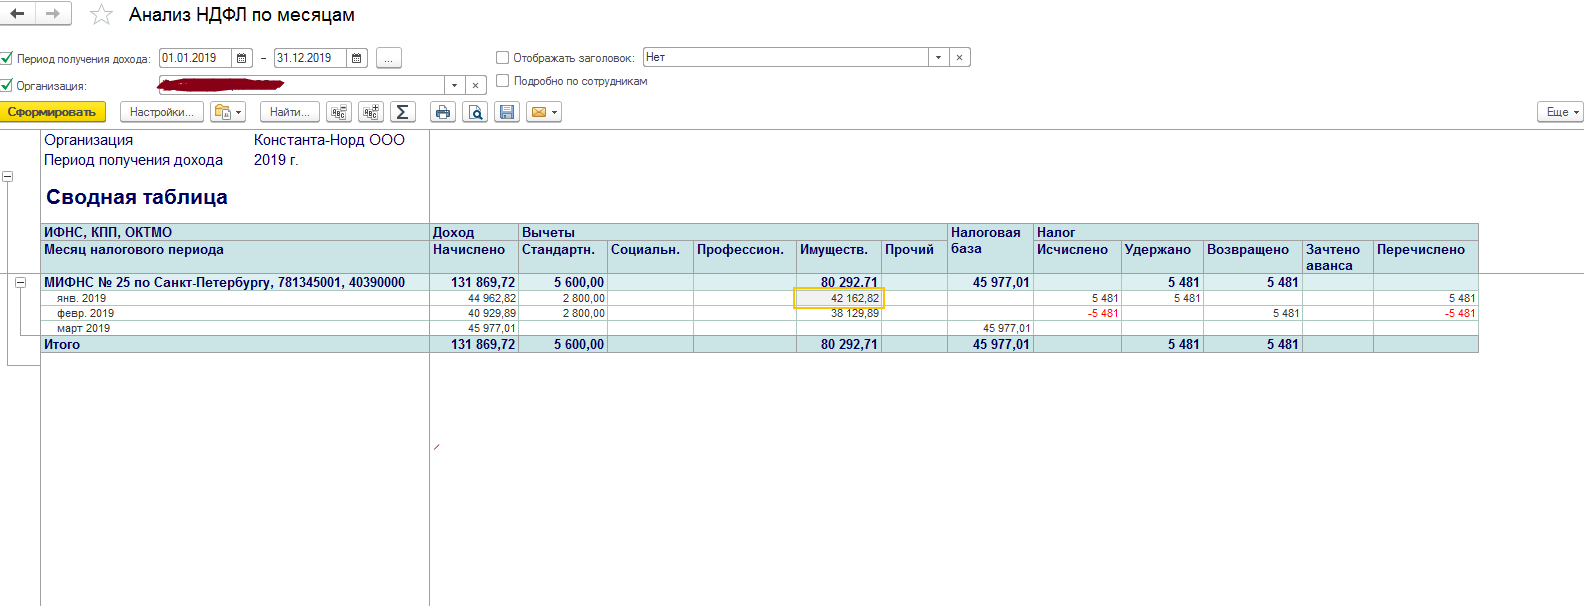 Анализ НДФЛ по месяцам
Период получения дохода: 01.01.2019 – 31.12.2019 ... Отображать заголовок: Нет
Организация: Подробно по сотрудникам
Сформировать Настройки... Найти... Еще
Организация Константа-Норд ООО
Период получения дохода 2019 г.
Сводная таблица
ИФНС, КПП, ОКТМО Доход Вычеты Налоговая база Налог
Месяц налогового периода Начислено Стандартн. Социальн. Профессион. Имуществ. Прочий Исчислено Удержано Возвращено Зачтено аванса Перечислено
МИФНС № 25 по Санкт-Петербургу, 781345001, 40390000 131 869,72 5 600,00 80 292,71 45 977,01 5 481 5 481
янв. 2019 44 962,82 2 800,00 42 162,82 5 481 5 481 5 481
февр. 2019 40 929,89 2 800,00 38 129,89 -5 481 5 481 -5 481
март 2019 45 977,01 45 977,01
Итого 131 869,72 5 600,00 80 292,71 45 977,01 5 481 5 481